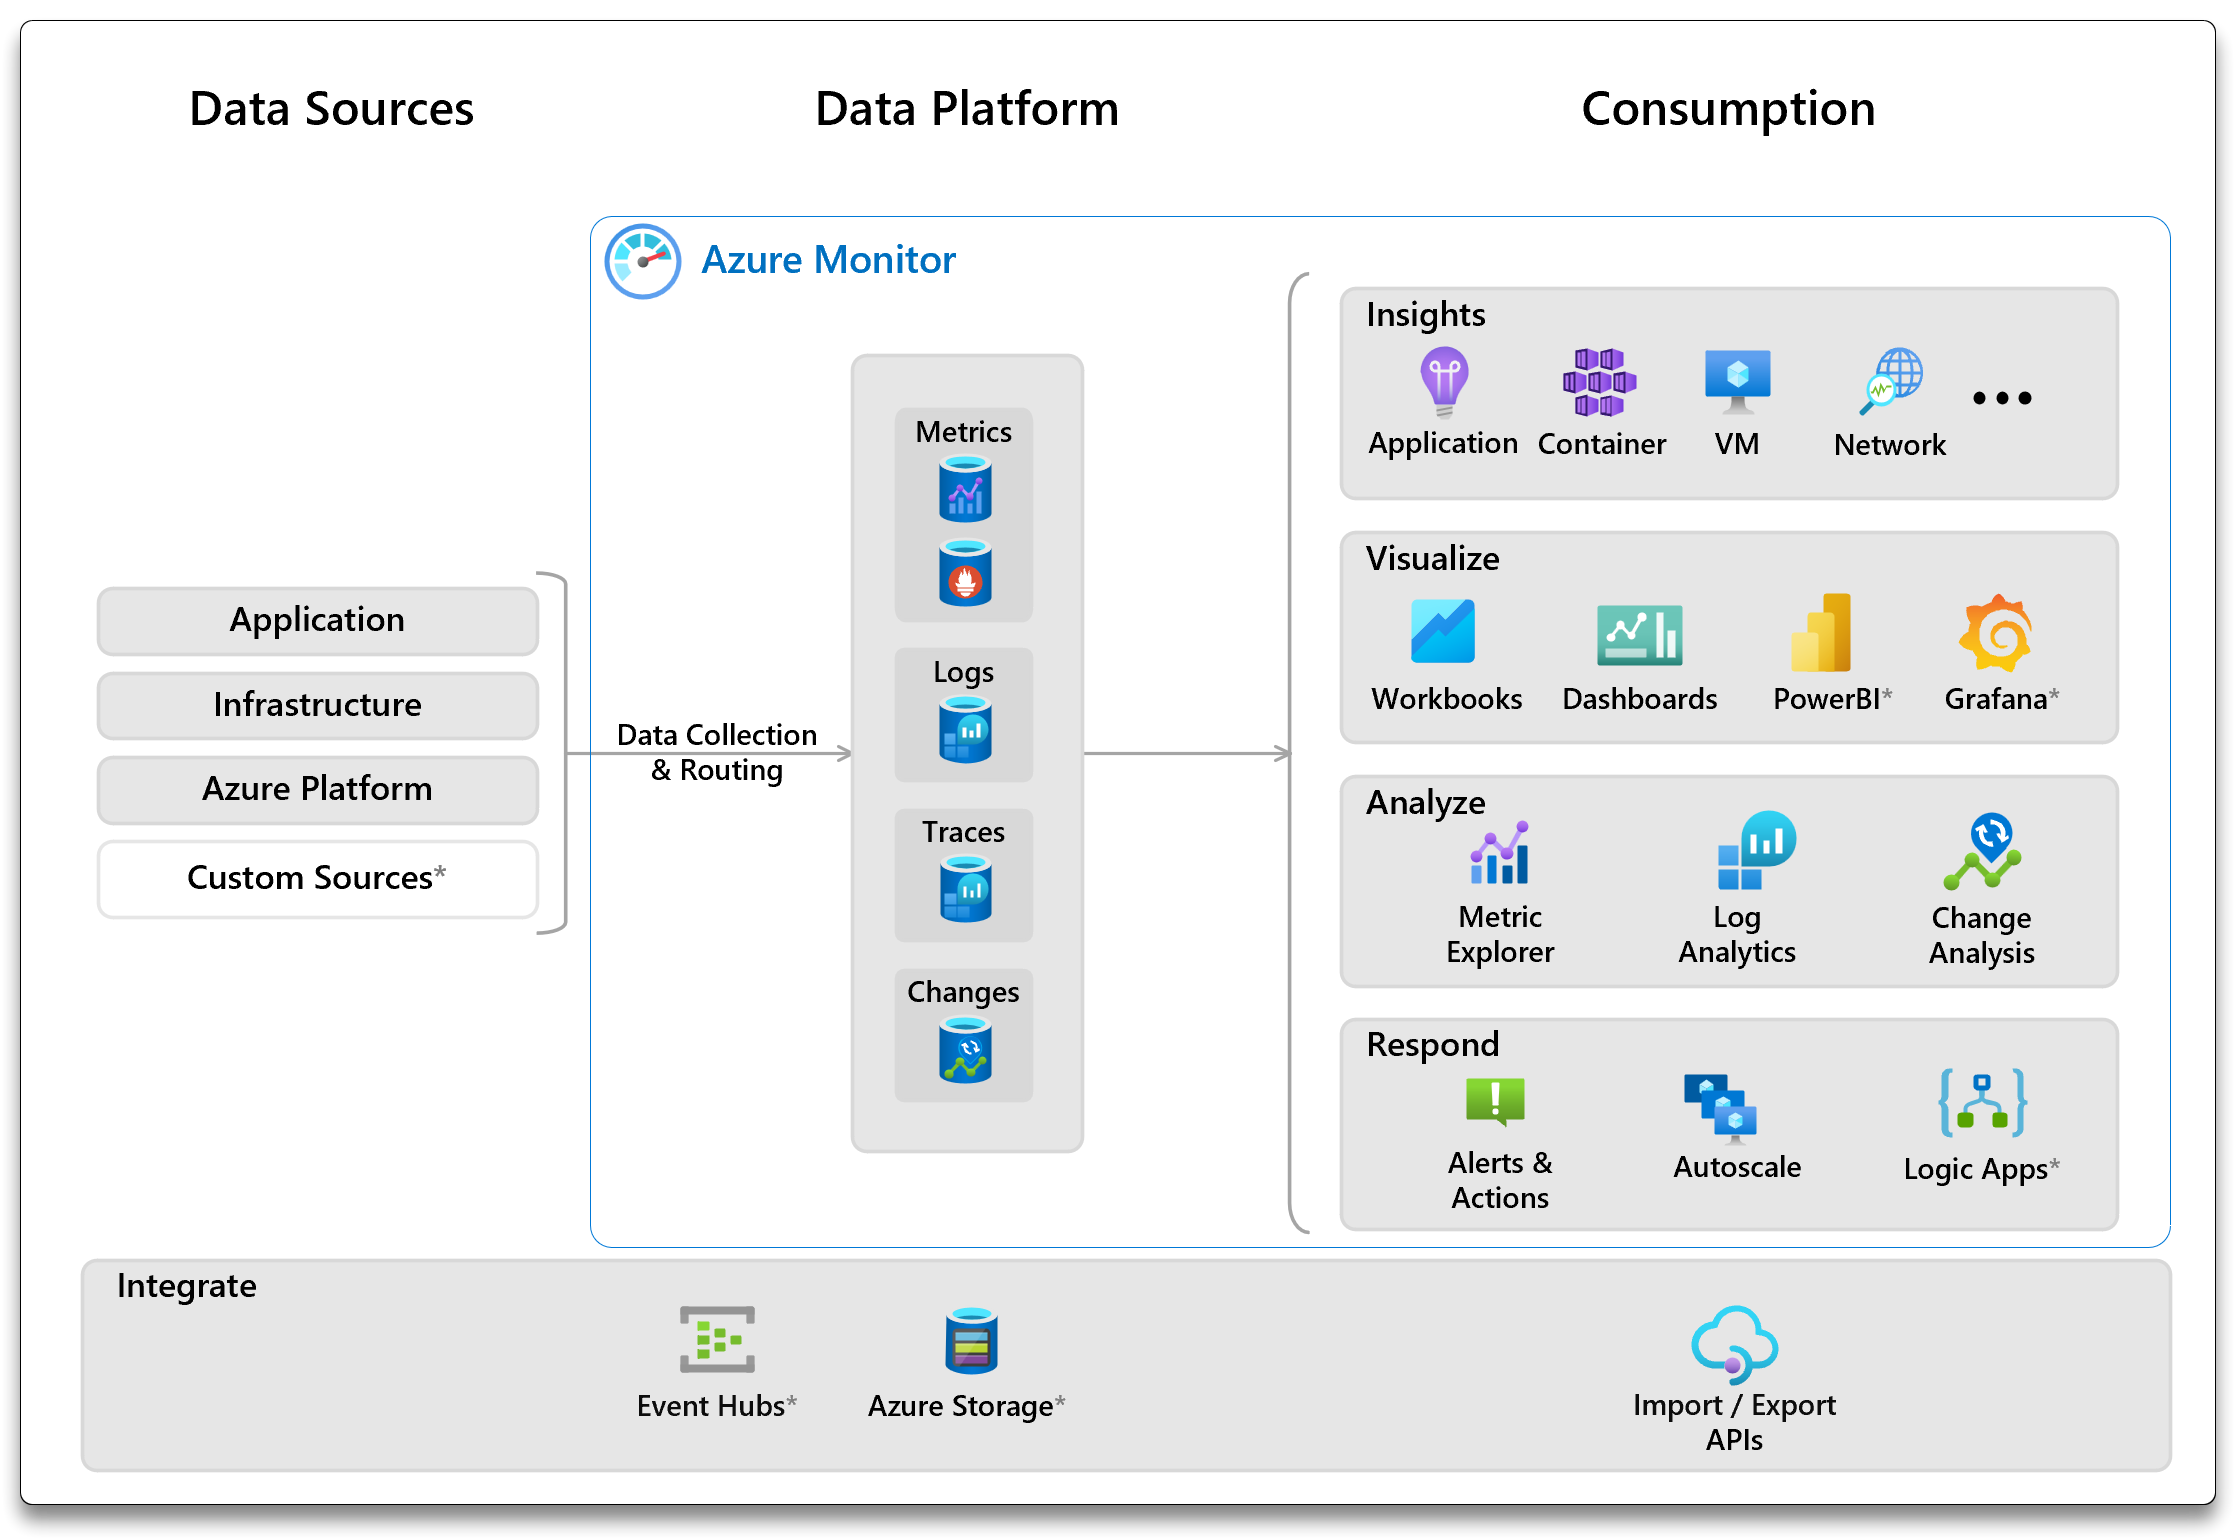 Data Sources
Data Platform
Consumption
Azure Monitor
Application
Infrastructure
Azure Platform
Custom Sources*
Data Collection
& Routing
Metrics
Logs
Traces
Changes
Insights
Application
Container
VM
Network
...
Visualize
Workbooks
Dashboards
PowerBI*
Grafana*
Analyze
Metric
Explorer
Log
Analytics
Change
Analysis
Respond
Alerts &
Actions
Autoscale
Logic Apps*
Integrate
Event Hubs*
Azure Storage*
Import / Export
APIs